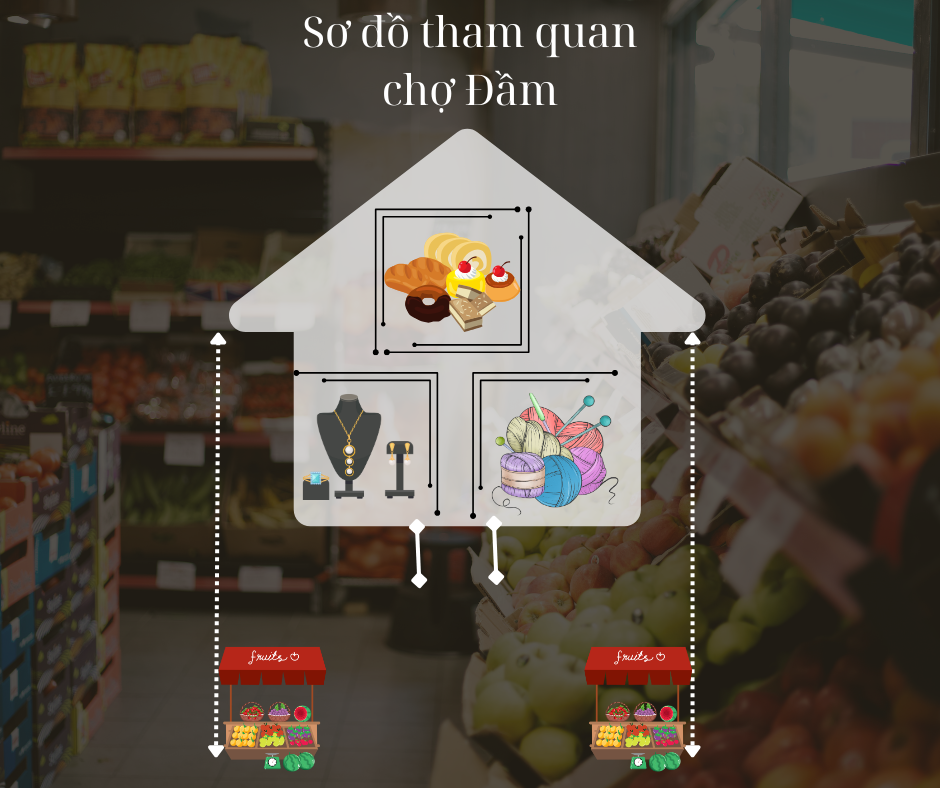 Sơ đồ tham quan
chợ Đầm
fruits
fruits